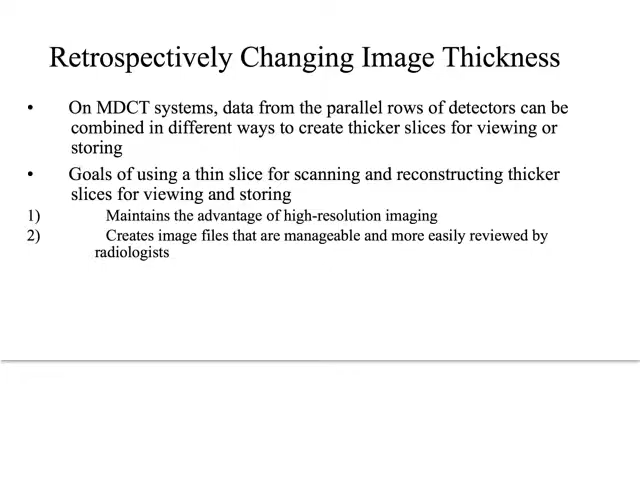 Retrospectively Changing Image Thickness
• On MDCT systems, data from the parallel rows of detectors can be
combined in different ways to create thicker slices for viewing or
storing
• Goals of using a thin slice for scanning and reconstructing thicker
slices for viewing and storing
1) Maintains the advantage of high-resolution imaging
2) Creates image files that are manageable and more easily reviewed by
radiologists